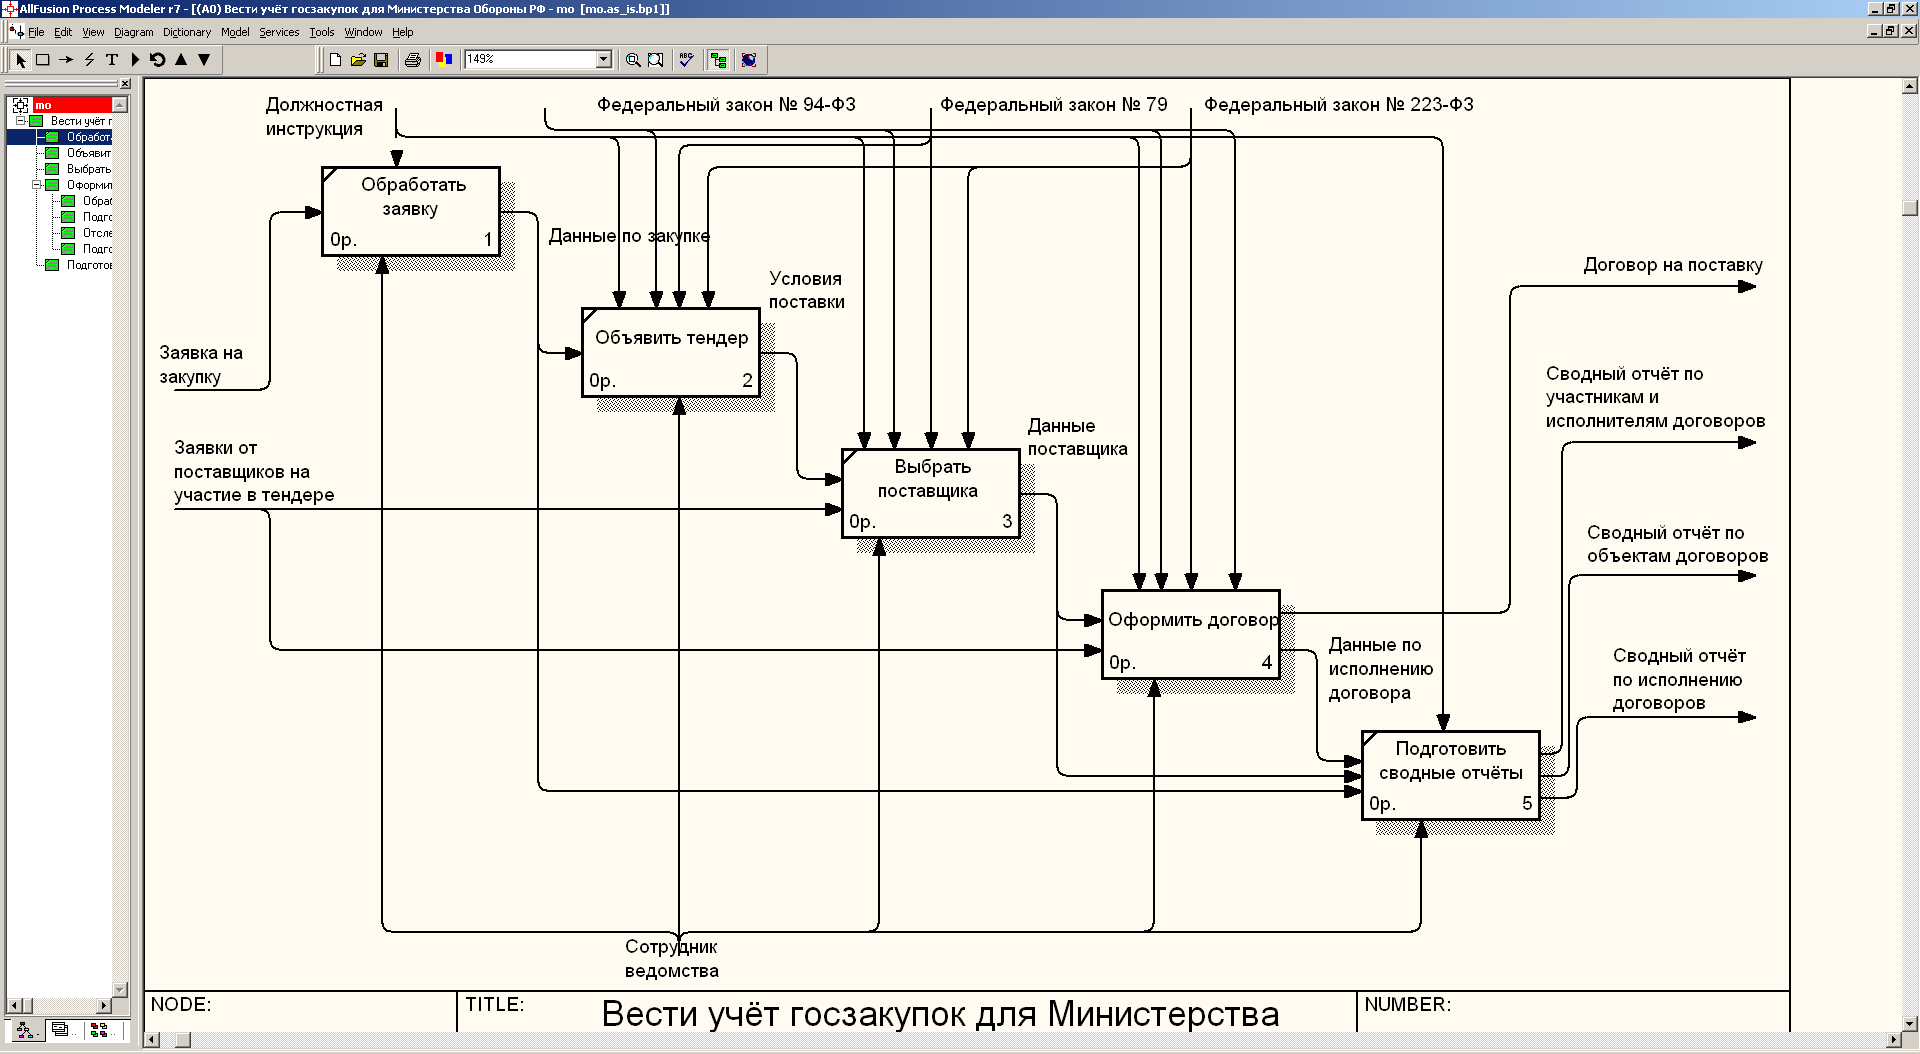 AllFusion Process Modeler r7 - [(A0) Вести учёт госзакупок для Министерства Обороны РФ - mo [mo.as_is.bp1]]
File Edit View Diagram Dictionary Model Services Tools Window Help
149%
mo
Вести учёт г
Обработ
Объявит
Выбрать
Оформит
Обраб
Подго
Отсле
Подго
Подготов
Должностная
инструкция
Федеральный закон № 94-ФЗ
Федеральный закон № 79
Федеральный закон № 223-ФЗ
Обработать
заявку
0р. 1
Данные по закупке
Условия
поставки
Договор на поставку
Объявить тендер
0р. 2
Заявка на
закупку
Сводный отчёт по
участникам и
исполнителям договоров
Заявки от
поставщиков на
участие в тендере
Данные
поставщика
Выбрать
поставщика
0р. 3
Сводный отчёт по
объектам договоров
Оформить договор
0р. 4
Данные по
исполнению
договора
Сводный отчёт
по исполнению
договоров
Подготовить
сводные отчёты
0р. 5
Сотрудник
ведомства
NODE:
TITLE:
Вести учёт госзакупок для Министерства
NUMBER: